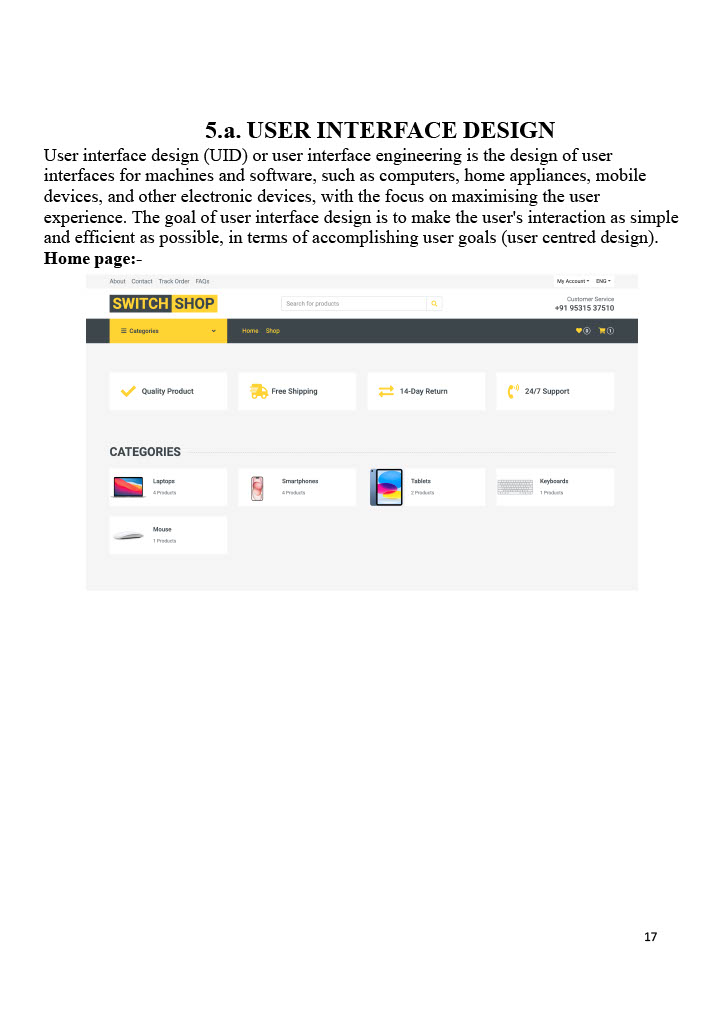 5.a. USER INTERFACE DESIGN
User interface design (UID) or user interface engineering is the design of user
interfaces for machines and software, such as computers, home appliances, mobile
devices, and other electronic devices, with the focus on maximising the user
experience. The goal of user interface design is to make the user's interaction as simple
and efficient as possible, in terms of accomplishing user goals (user centred design).
Home page:-
About Contact Track Order FAQs My Account ENG
SWITCH SHOP Search for products Customer Service
+91 95315 37510
Categories Home Shop 0 1
Quality Product Free Shipping 14-Day Return 24/7 Support
CATEGORIES
Laptops Smartphones Tablets Keyboards
4 Products 4 Products 2 Products 1 Products
Mouse
1 Products
17